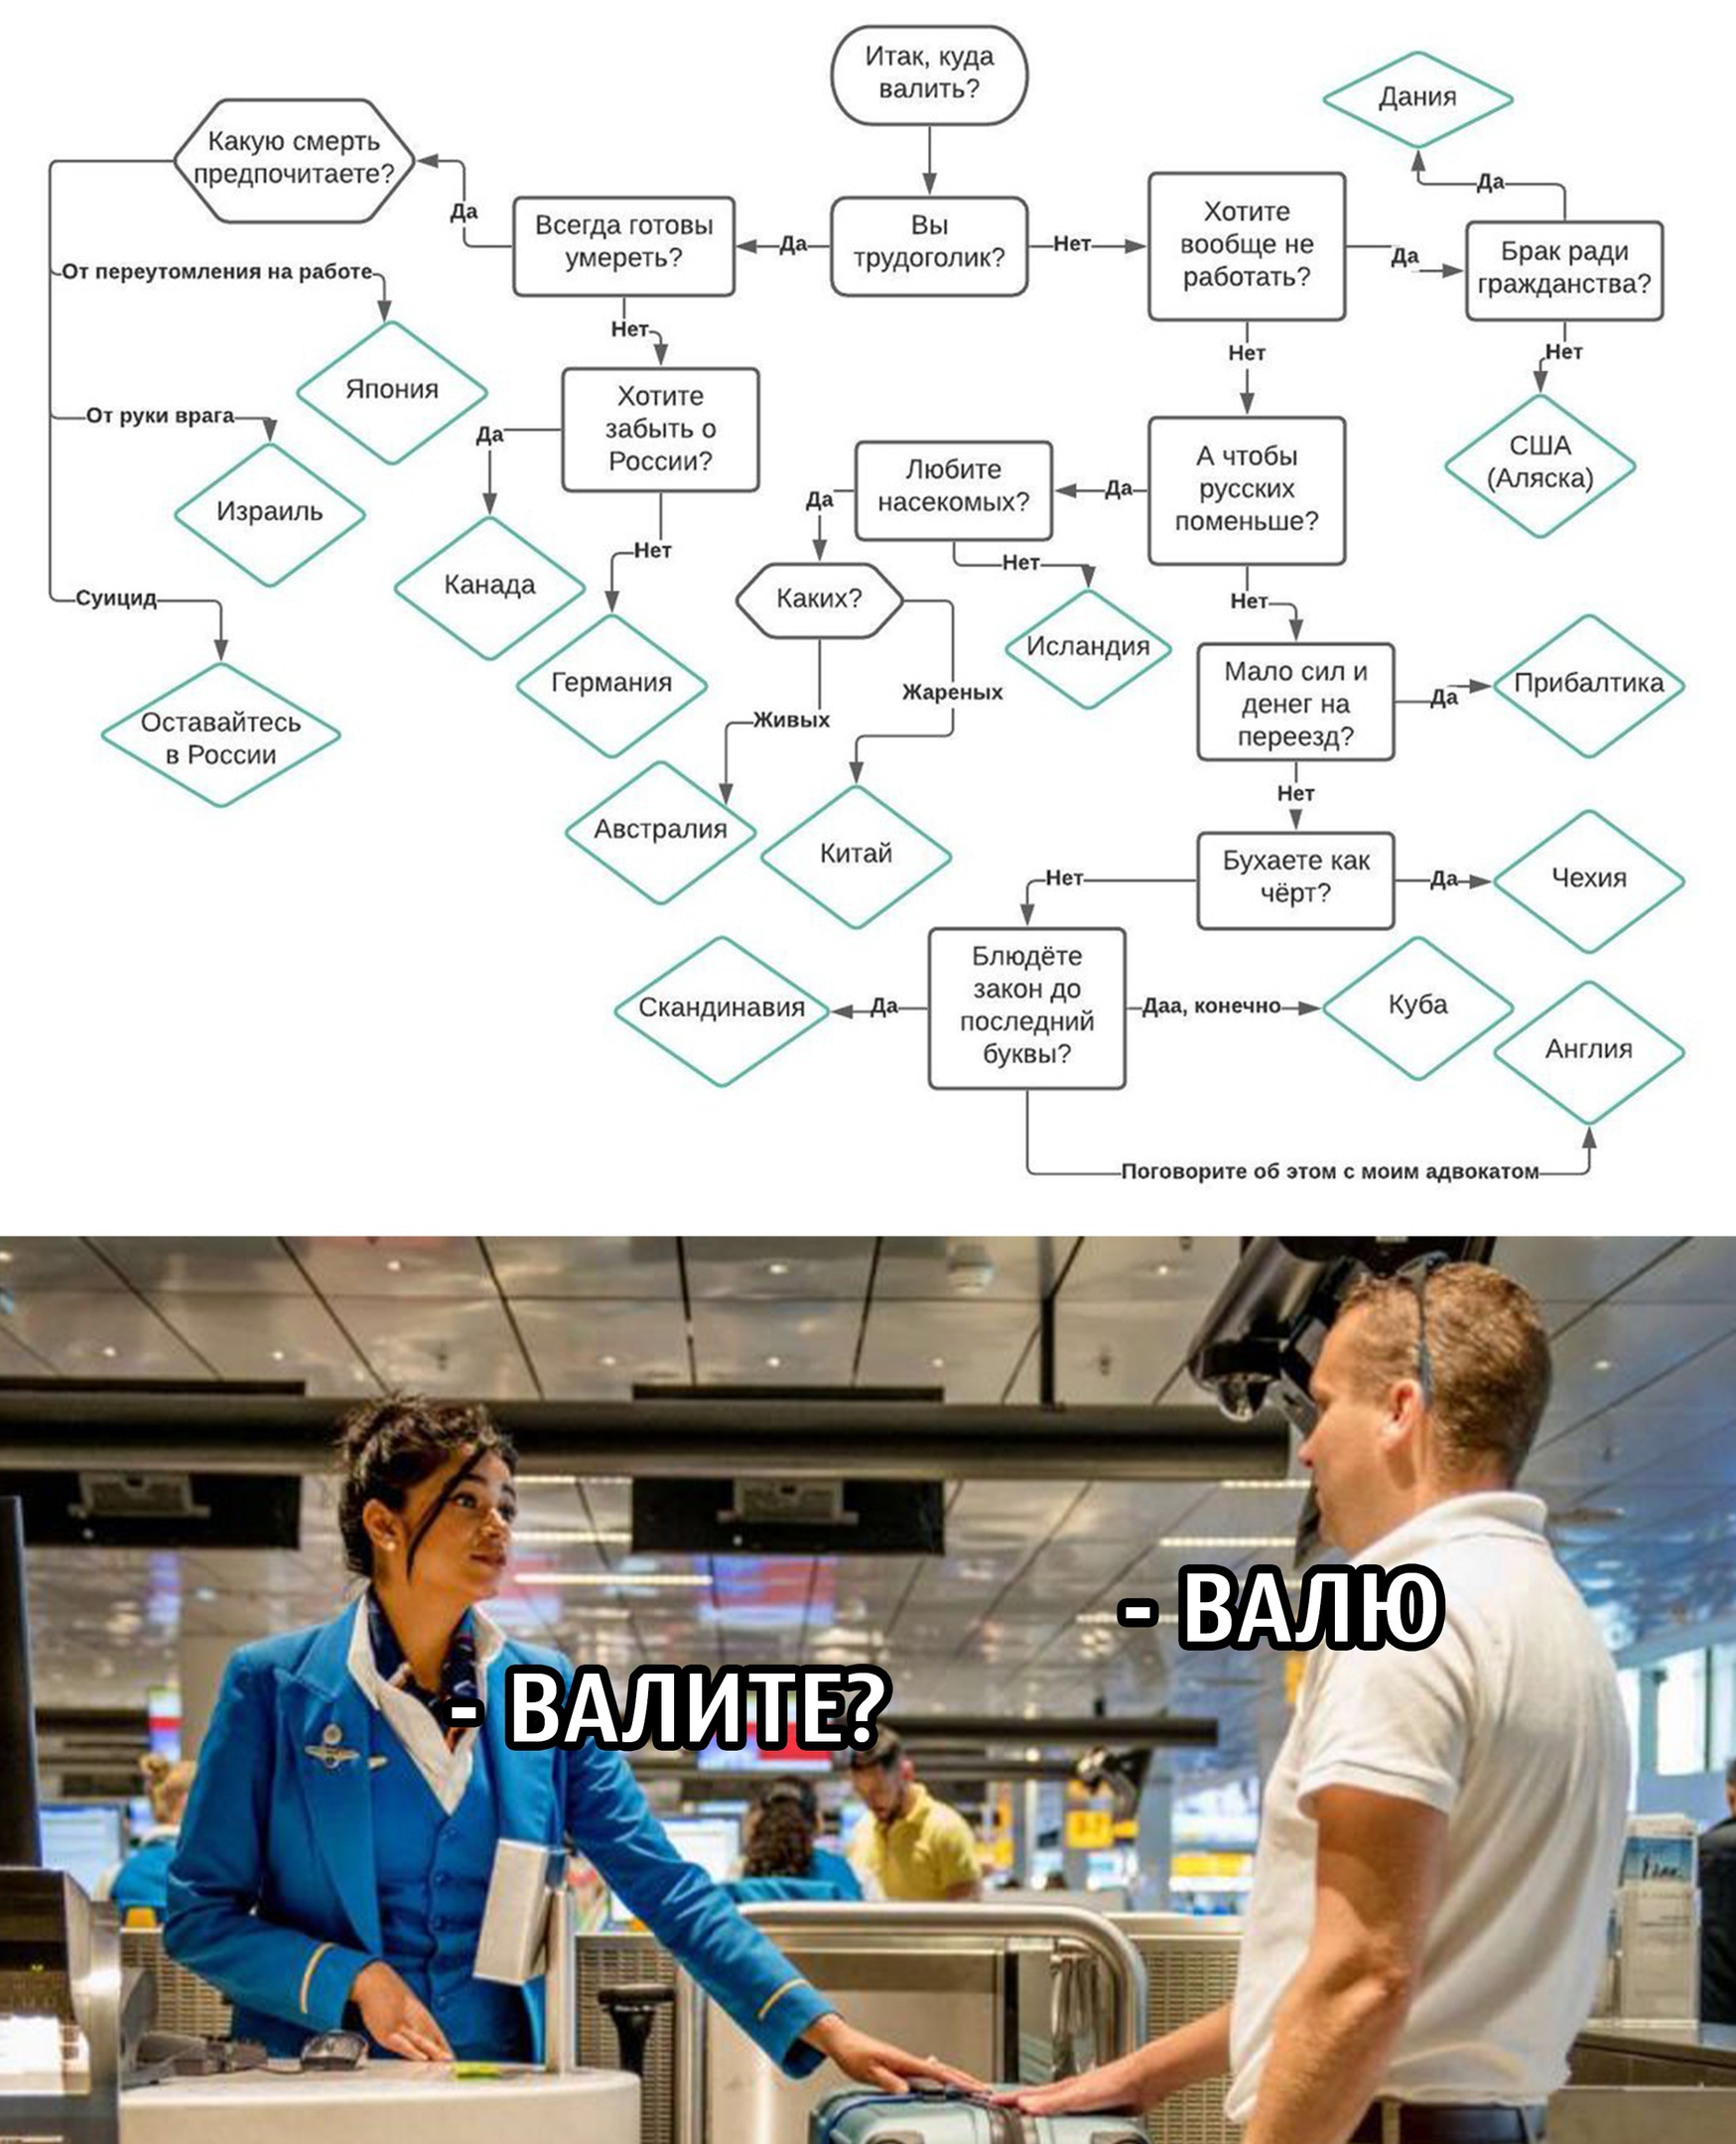 Итак, куда
валить?
Дания
Какую смерть
предпочитаете?
Да
Да
Всегда готовы
умереть?
Да
Вы
трудоголик?
Нет
Хотите
вообще не
работать?
Да
Брак ради
гражданства?
От переутомления на работе
Нет
Нет
Нет
Япония
Хотите
забыть о
России?
Да
От руки врага
Израиль
Любите
насекомых?
Да
Да
А чтобы
русских
поменьше?
США
(Аляска)
Канада
Нет
Нет
Каких?
Суицид
Нет
Исландия
Германия
Жареных
Живых
Мало сил и
денег на
переезд?
Да
Прибалтика
Оставайтесь
в России
Нет
Австралия
Китай
Бухаете как
чёрт?
Нет
Да
Чехия
Скандинавия
Да
Блюдёте
закон до
последний
буквы?
Даа, конечно
Куба
Англия
Поговорите об этом с моим адвокатом
- ВАЛЮ
- ВАЛИТЕ?